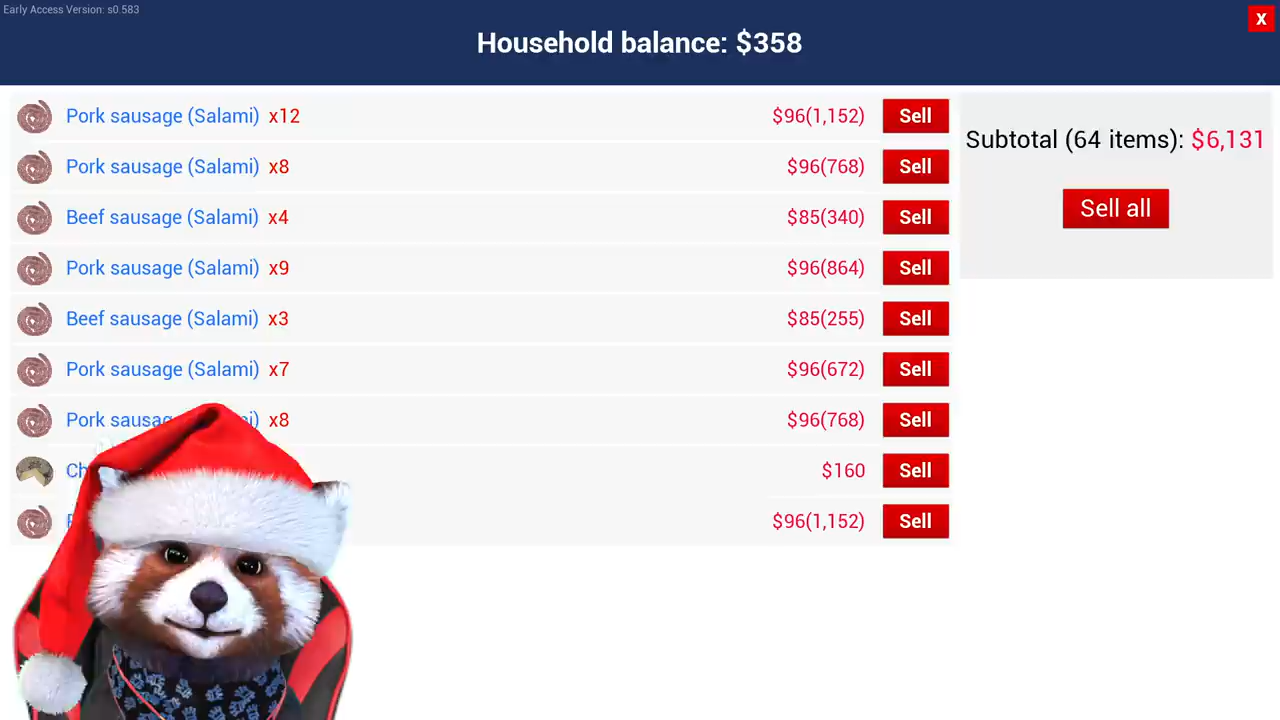 Early Access Version: s0.583
Household balance: $358
X
Pork sausage (Salami) x12 $96(1,152) Sell
Pork sausage (Salami) x8 $96(768) Sell
Beef sausage (Salami) x4 $85(340) Sell
Pork sausage (Salami) x9 $96(864) Sell
Beef sausage (Salami) x3 $85(255) Sell
Pork sausage (Salami) x7 $96(672) Sell
Pork x8 $96(768) Sell
$160 Sell
$96(1,152) Sell
Subtotal (64 items): $6,131
Sell all